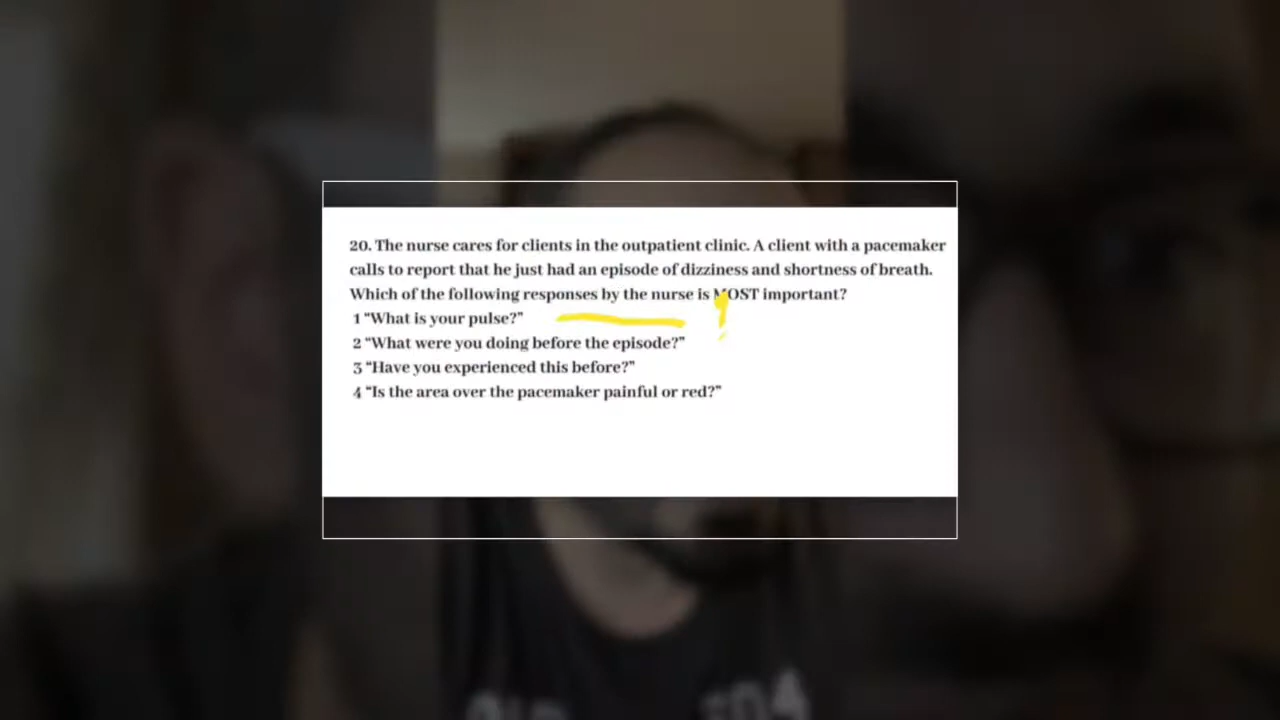 20. The nurse cares for clients in the outpatient clinic. A client with a pacemaker
calls to report that he just had an episode of dizziness and shortness of breath.
Which of the following responses by the nurse is MOST important?
1 “What is your pulse?”
2 “What were you doing before the episode?”
3 “Have you experienced this before?”
4 “Is the area over the pacemaker painful or red?”